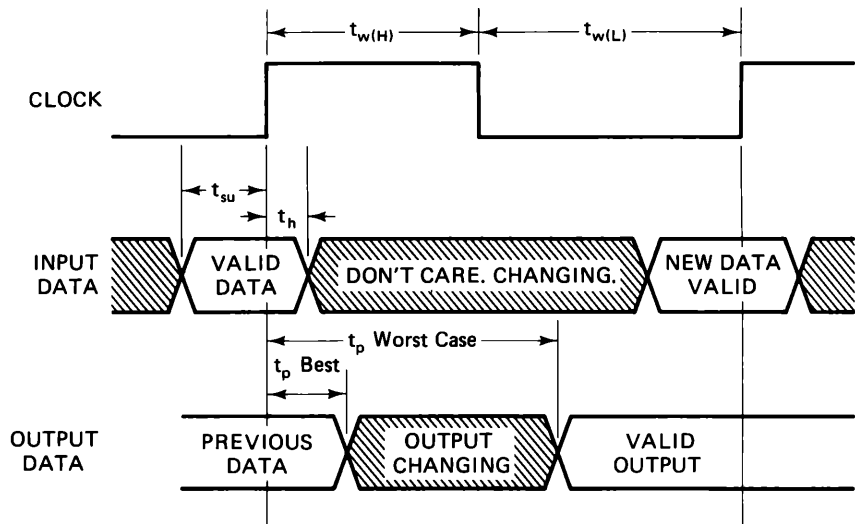 t_w(H)
t_w(L)
CLOCK
t_su
t_h
INPUT
DATA
VALID
DATA
DON'T CARE. CHANGING.
NEW DATA
VALID
t_p Worst Case
t_p Best
OUTPUT
DATA
PREVIOUS
DATA
OUTPUT
CHANGING
VALID
OUTPUT